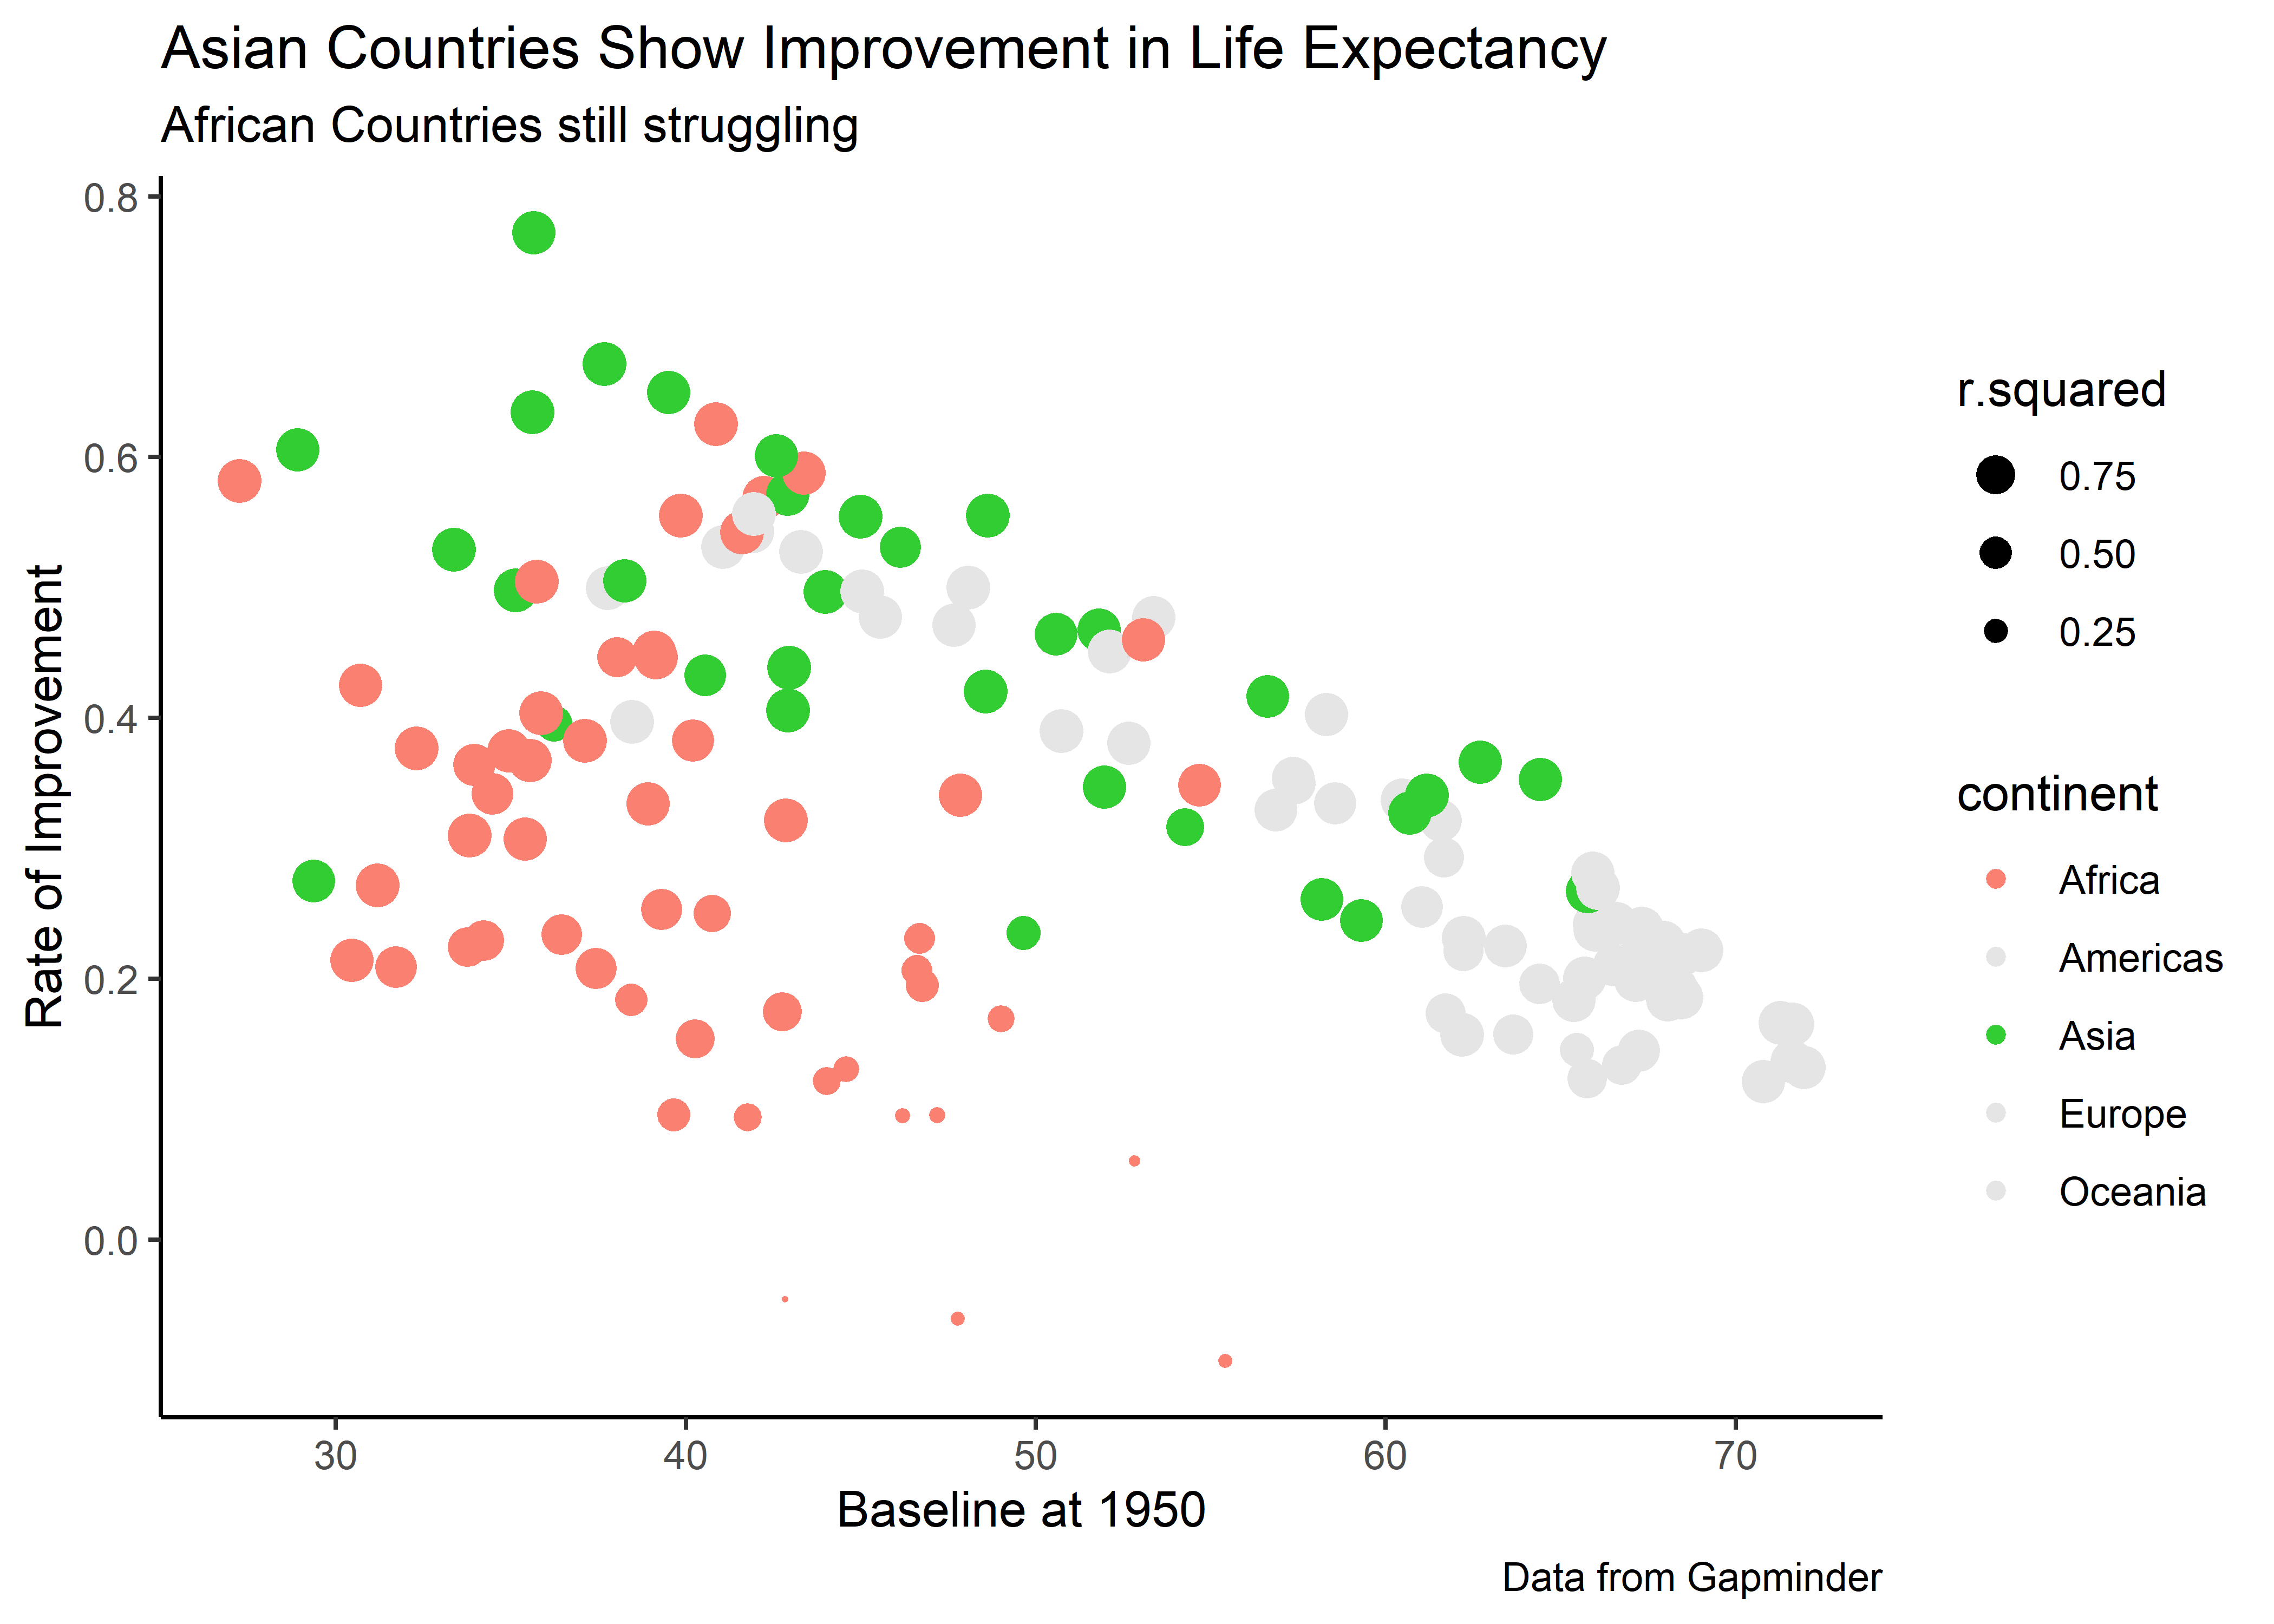 Asian Countries Show Improvement in Life Expectancy
African Countries still struggling
Rate of Improvement
0.8
0.6
0.4
0.2
0.0
30 40 50 60 70
Baseline at 1950
r.squared
0.75
0.50
0.25
continent
Africa
Americas
Asia
Europe
Oceania
Data from Gapminder